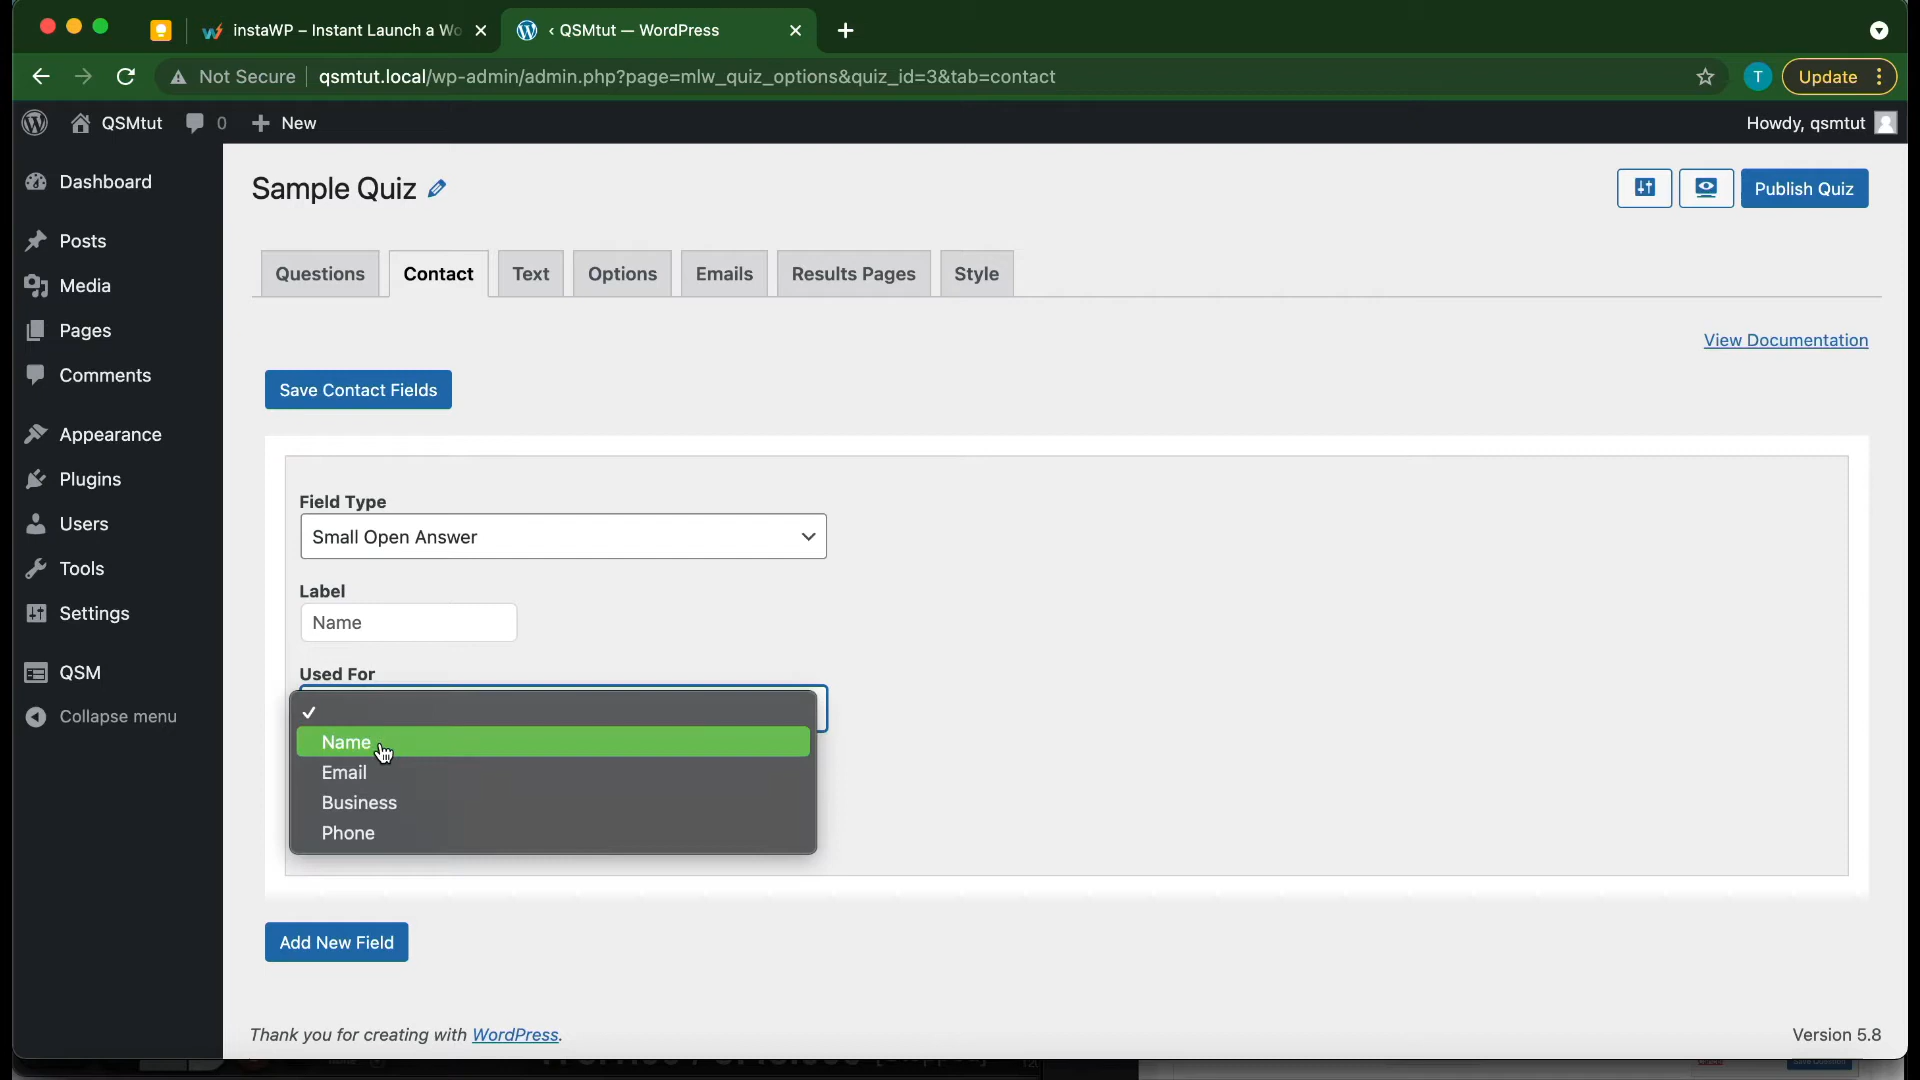 instaWP – Instant Launch a Wo
‹ QSMtut — WordPress
Not Secure
qsmtut.local/wp-admin/admin.php?page=mlw_quiz_options&quiz_id=3&tab=contact
T
Update
QSMtut
0
New
Howdy, qsmtut
Dashboard
Posts
Media
Pages
Comments
Appearance
Plugins
Users
Tools
Settings
QSM
Collapse menu
Sample Quiz
Publish Quiz
Questions
Contact
Text
Options
Emails
Results Pages
Style
View Documentation
Save Contact Fields
Field Type
Small Open Answer
Label
Name
Used For
Name
Email
Business
Phone
Add New Field
Thank you for creating with WordPress.
Version 5.8